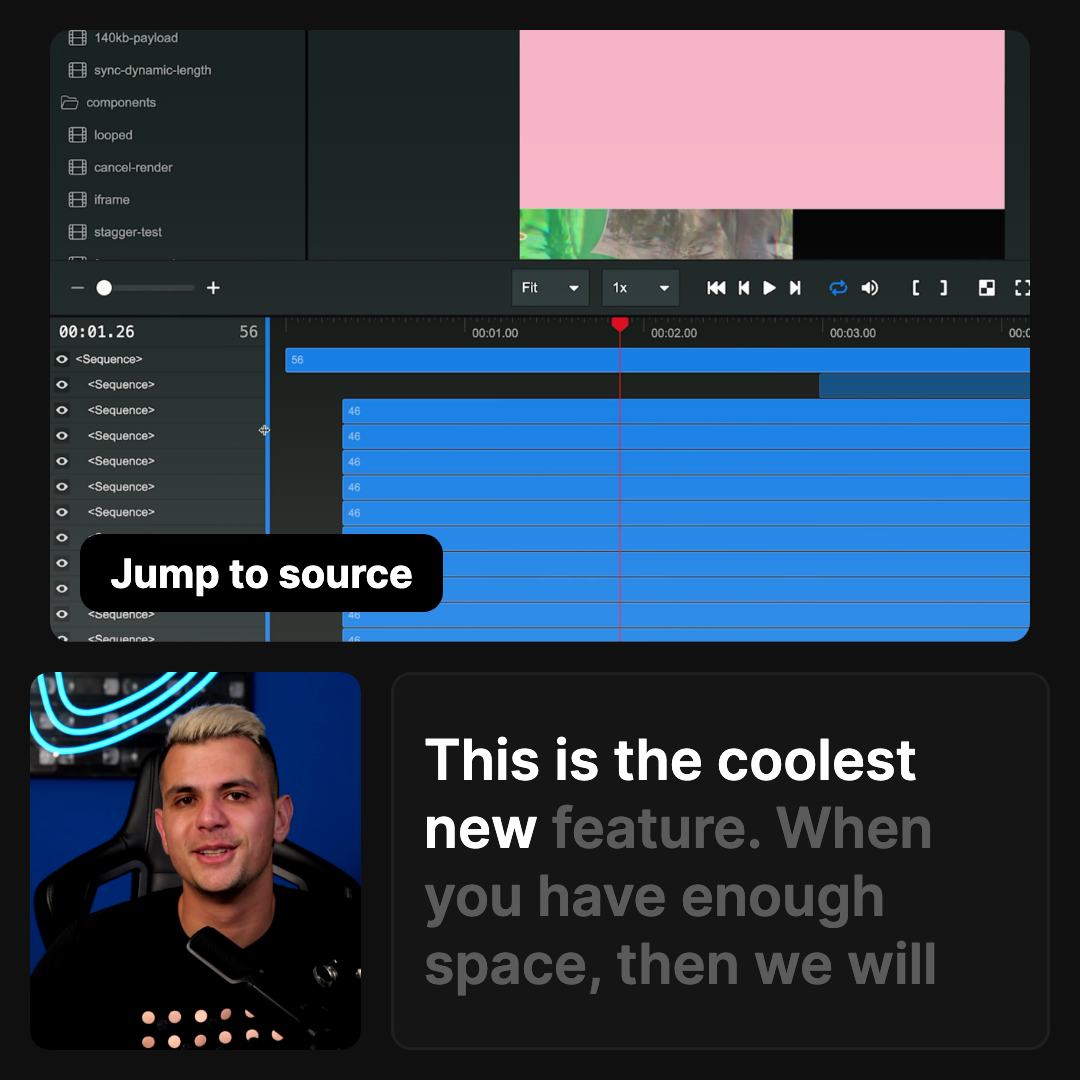 140kb-payload
sync-dynamic-length
components
looped
cancel-render
iframe
stagger-test
Fit
1x
00:01.26 56
00:01.00 00:02.00 00:03.00
<Sequence> 56
<Sequence>
<Sequence> 46
<Sequence> 46
<Sequence> 46
<Sequence> 46
<Sequence> 46
Jump to source
<Sequence> 46
<Sequence> 46
This is the coolest
new feature. When
you have enough
space, then we will